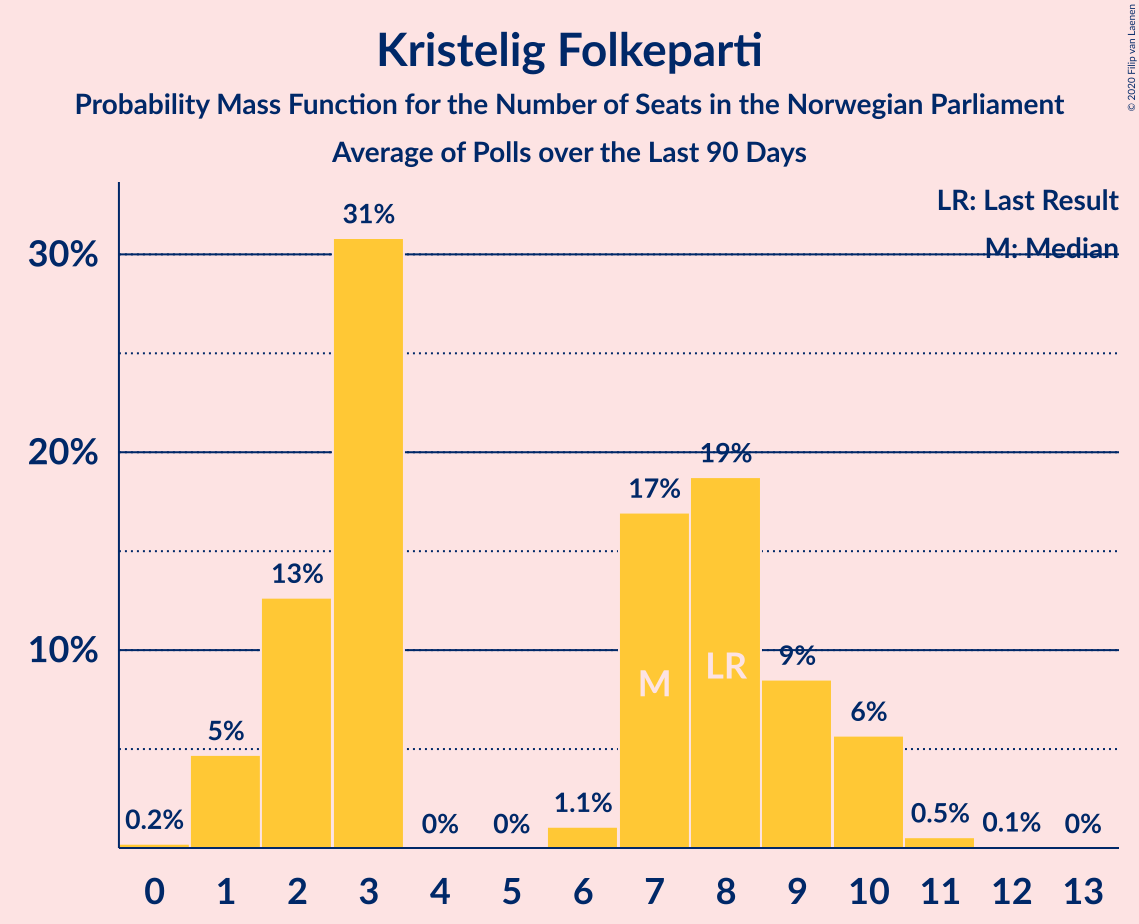 Kristelig Folkeparti
Probability Mass Function for the Number of Seats in the Norwegian Parliament
Average of Polls over the Last 90 Days
© 2020 Filip van Laenen
LR: Last Result
M: Median
30%
20%
10%
0.2%
5%
13%
31%
0%
0%
1.1%
17%
19%
9%
6%
0.5%
0.1%
0%
M
LR
0 1 2 3 4 5 6 7 8 9 10 11 12 13